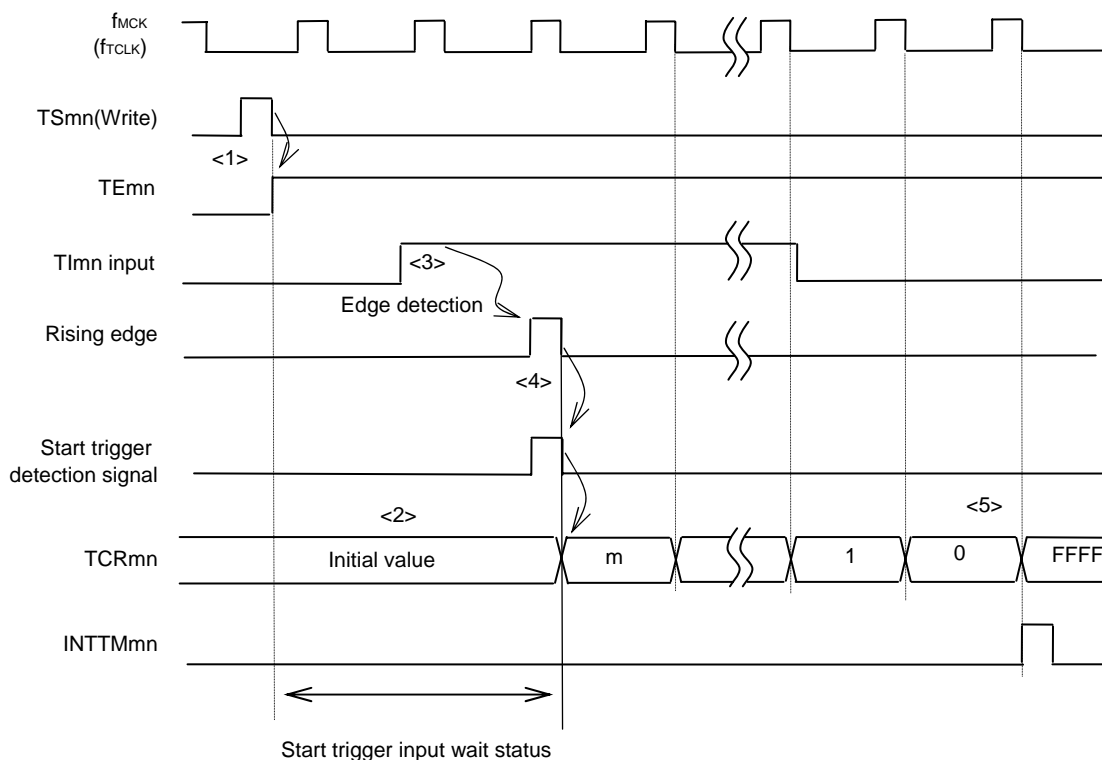 fMCK
(fTCLK)
TSmn(Write)
<1>
TEmn
TImn input
<3>
Edge detection
Rising edge
<4>
Start trigger
detection signal
<2>
<5>
TCRmn
Initial value
m
1
0
FFFF
INTTMmn
Start trigger input wait status